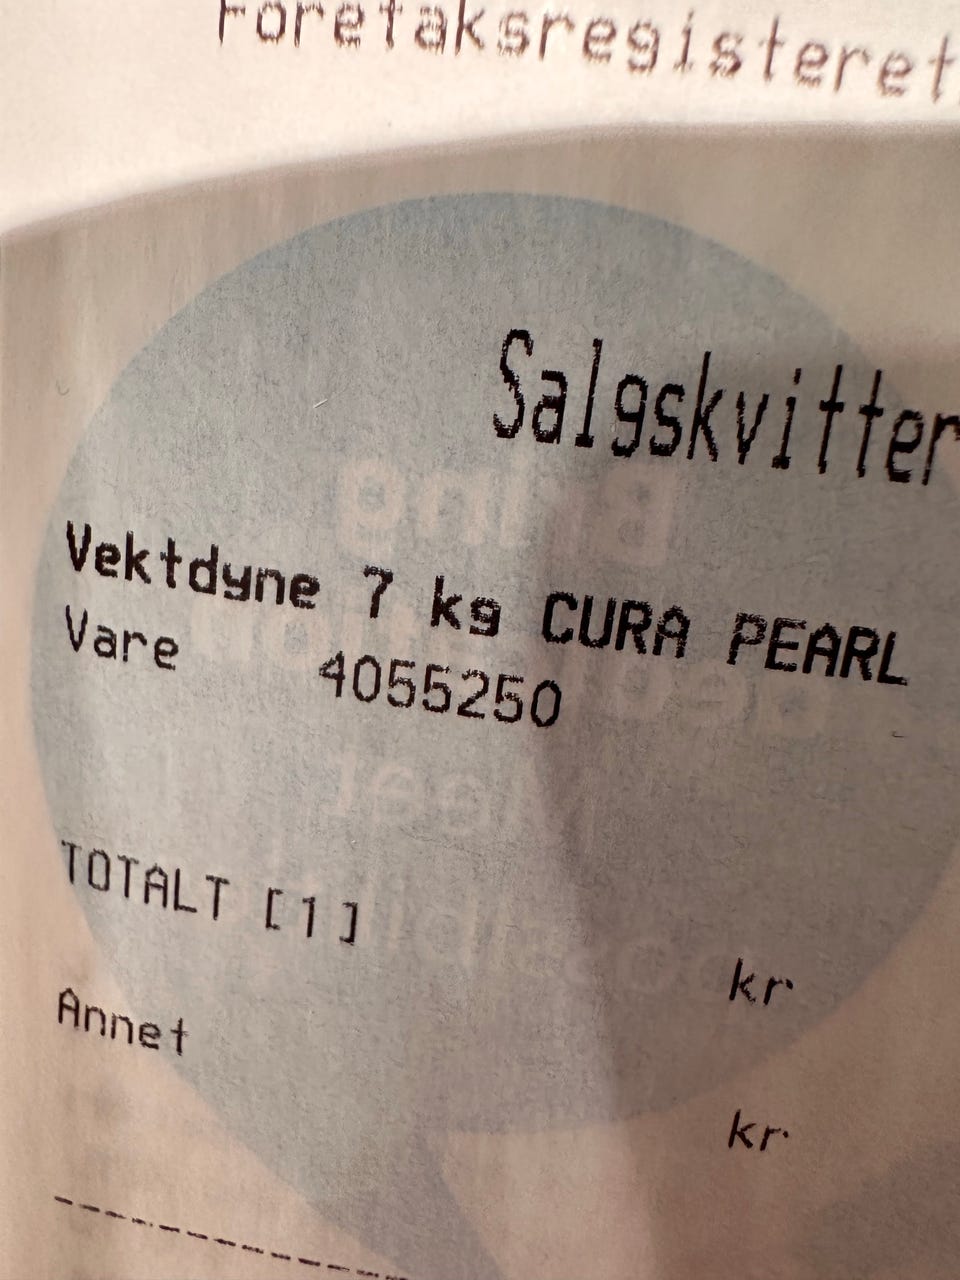 Foretaksregisteret
Salgskvitter
Vektdyne 7 kg CURA PEARL
Vare 4055250
TOTALT [1]
kr
Annet
kr